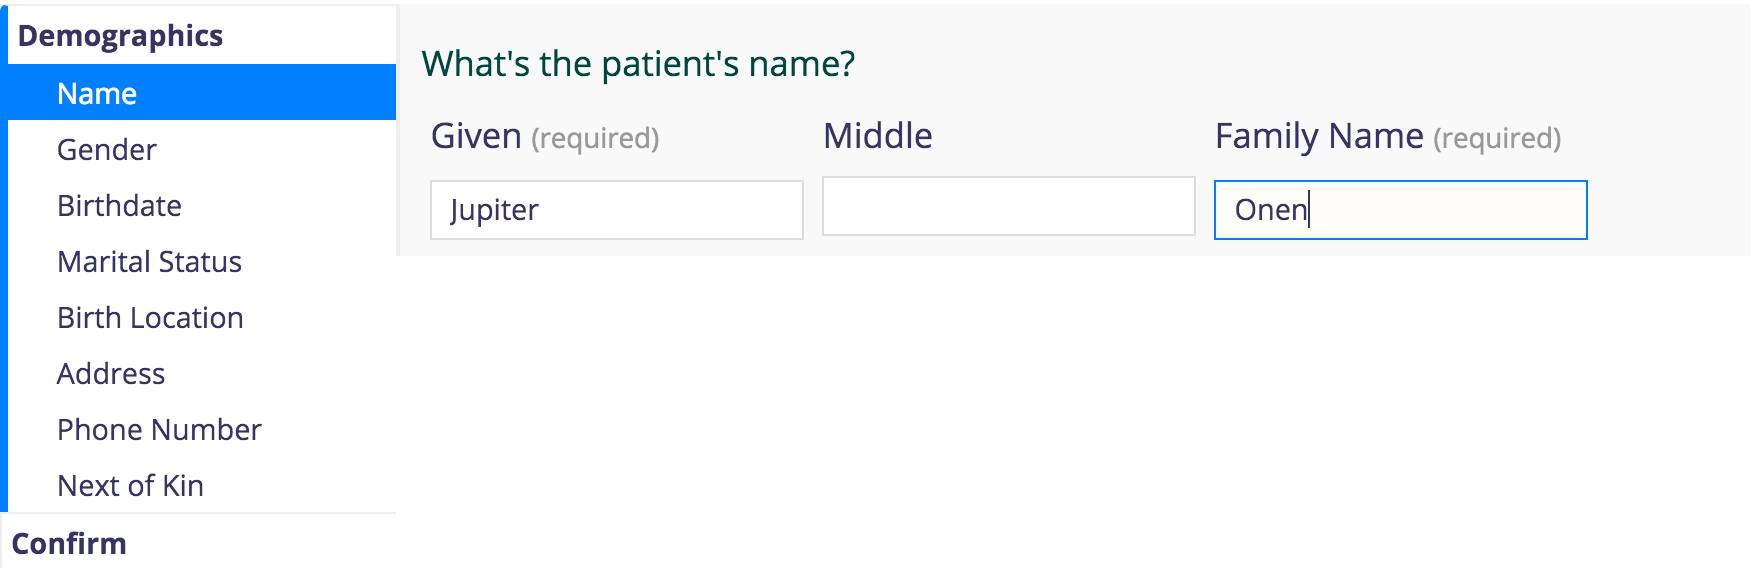 Demographics
Name
Gender
Birthdate
Marital Status
Birth Location
Address
Phone Number
Next of Kin
Confirm
What's the patient's name?
Given (required) Middle Family Name (required)
Jupiter Onen